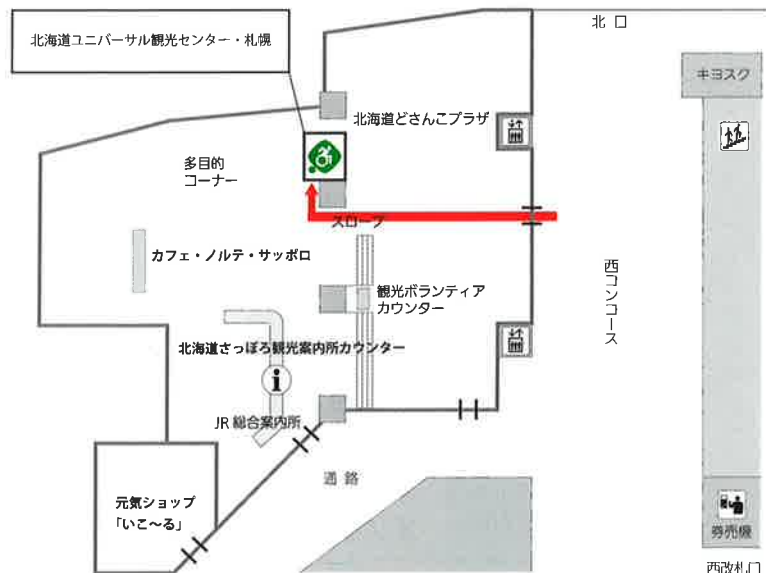 北口
北海道ユニバーサル観光センター・札幌
キヨスク
北海道どさんこプラザ
多目的
コーナー
スロープ
カフェ・ノルテ・サッポロ
西コンコース
観光ボランティア
カウンター
北海道さっぽろ観光案内所カウンター
i
JR 総合案内所
通路
元気ショップ
「いこ～る」
券売機
西改札口